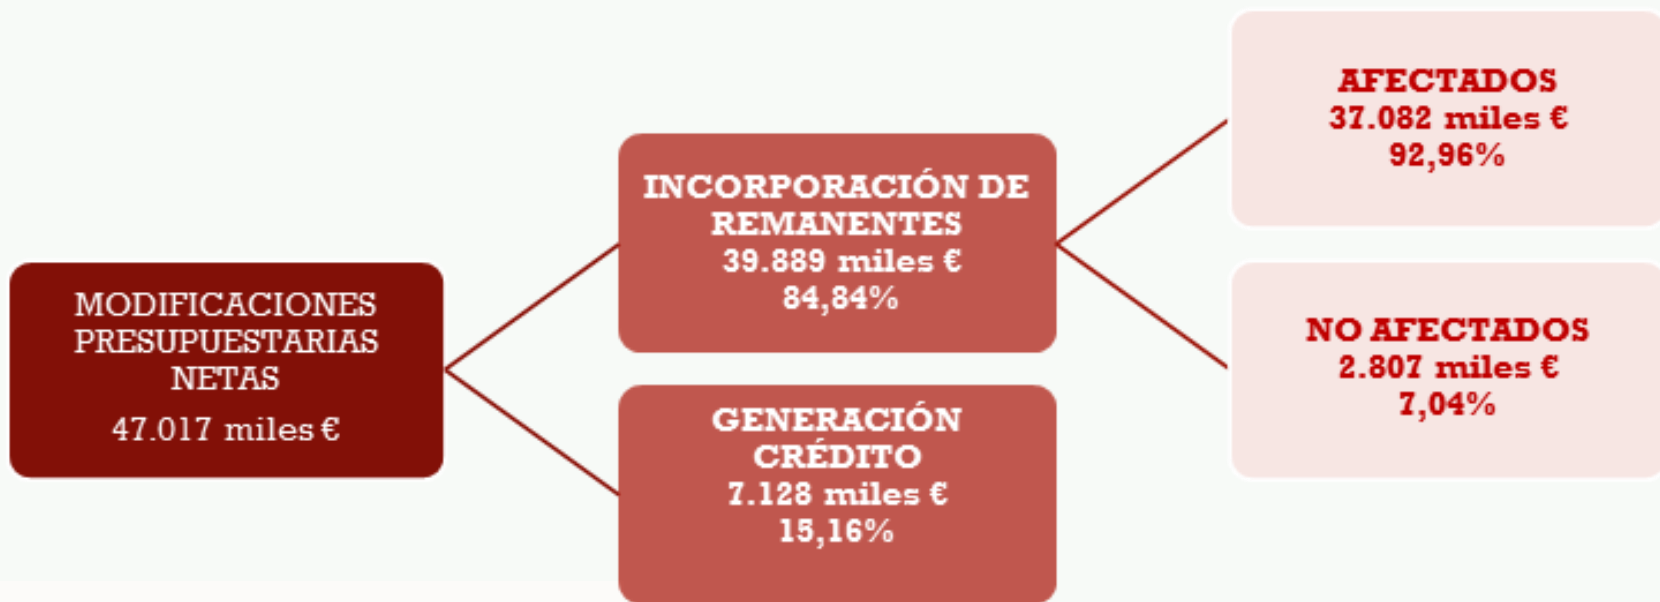 MODIFICACIONES
PRESUPUESTARIAS
NETAS
47.017 miles €
INCORPORACIÓN DE
REMANENTES
39.889 miles €
84,84%
GENERACIÓN
CRÉDITO
7.128 miles €
15,16%
AFECTADOS
37.082 miles €
92,96%
NO AFECTADOS
2.807 miles €
7,04%